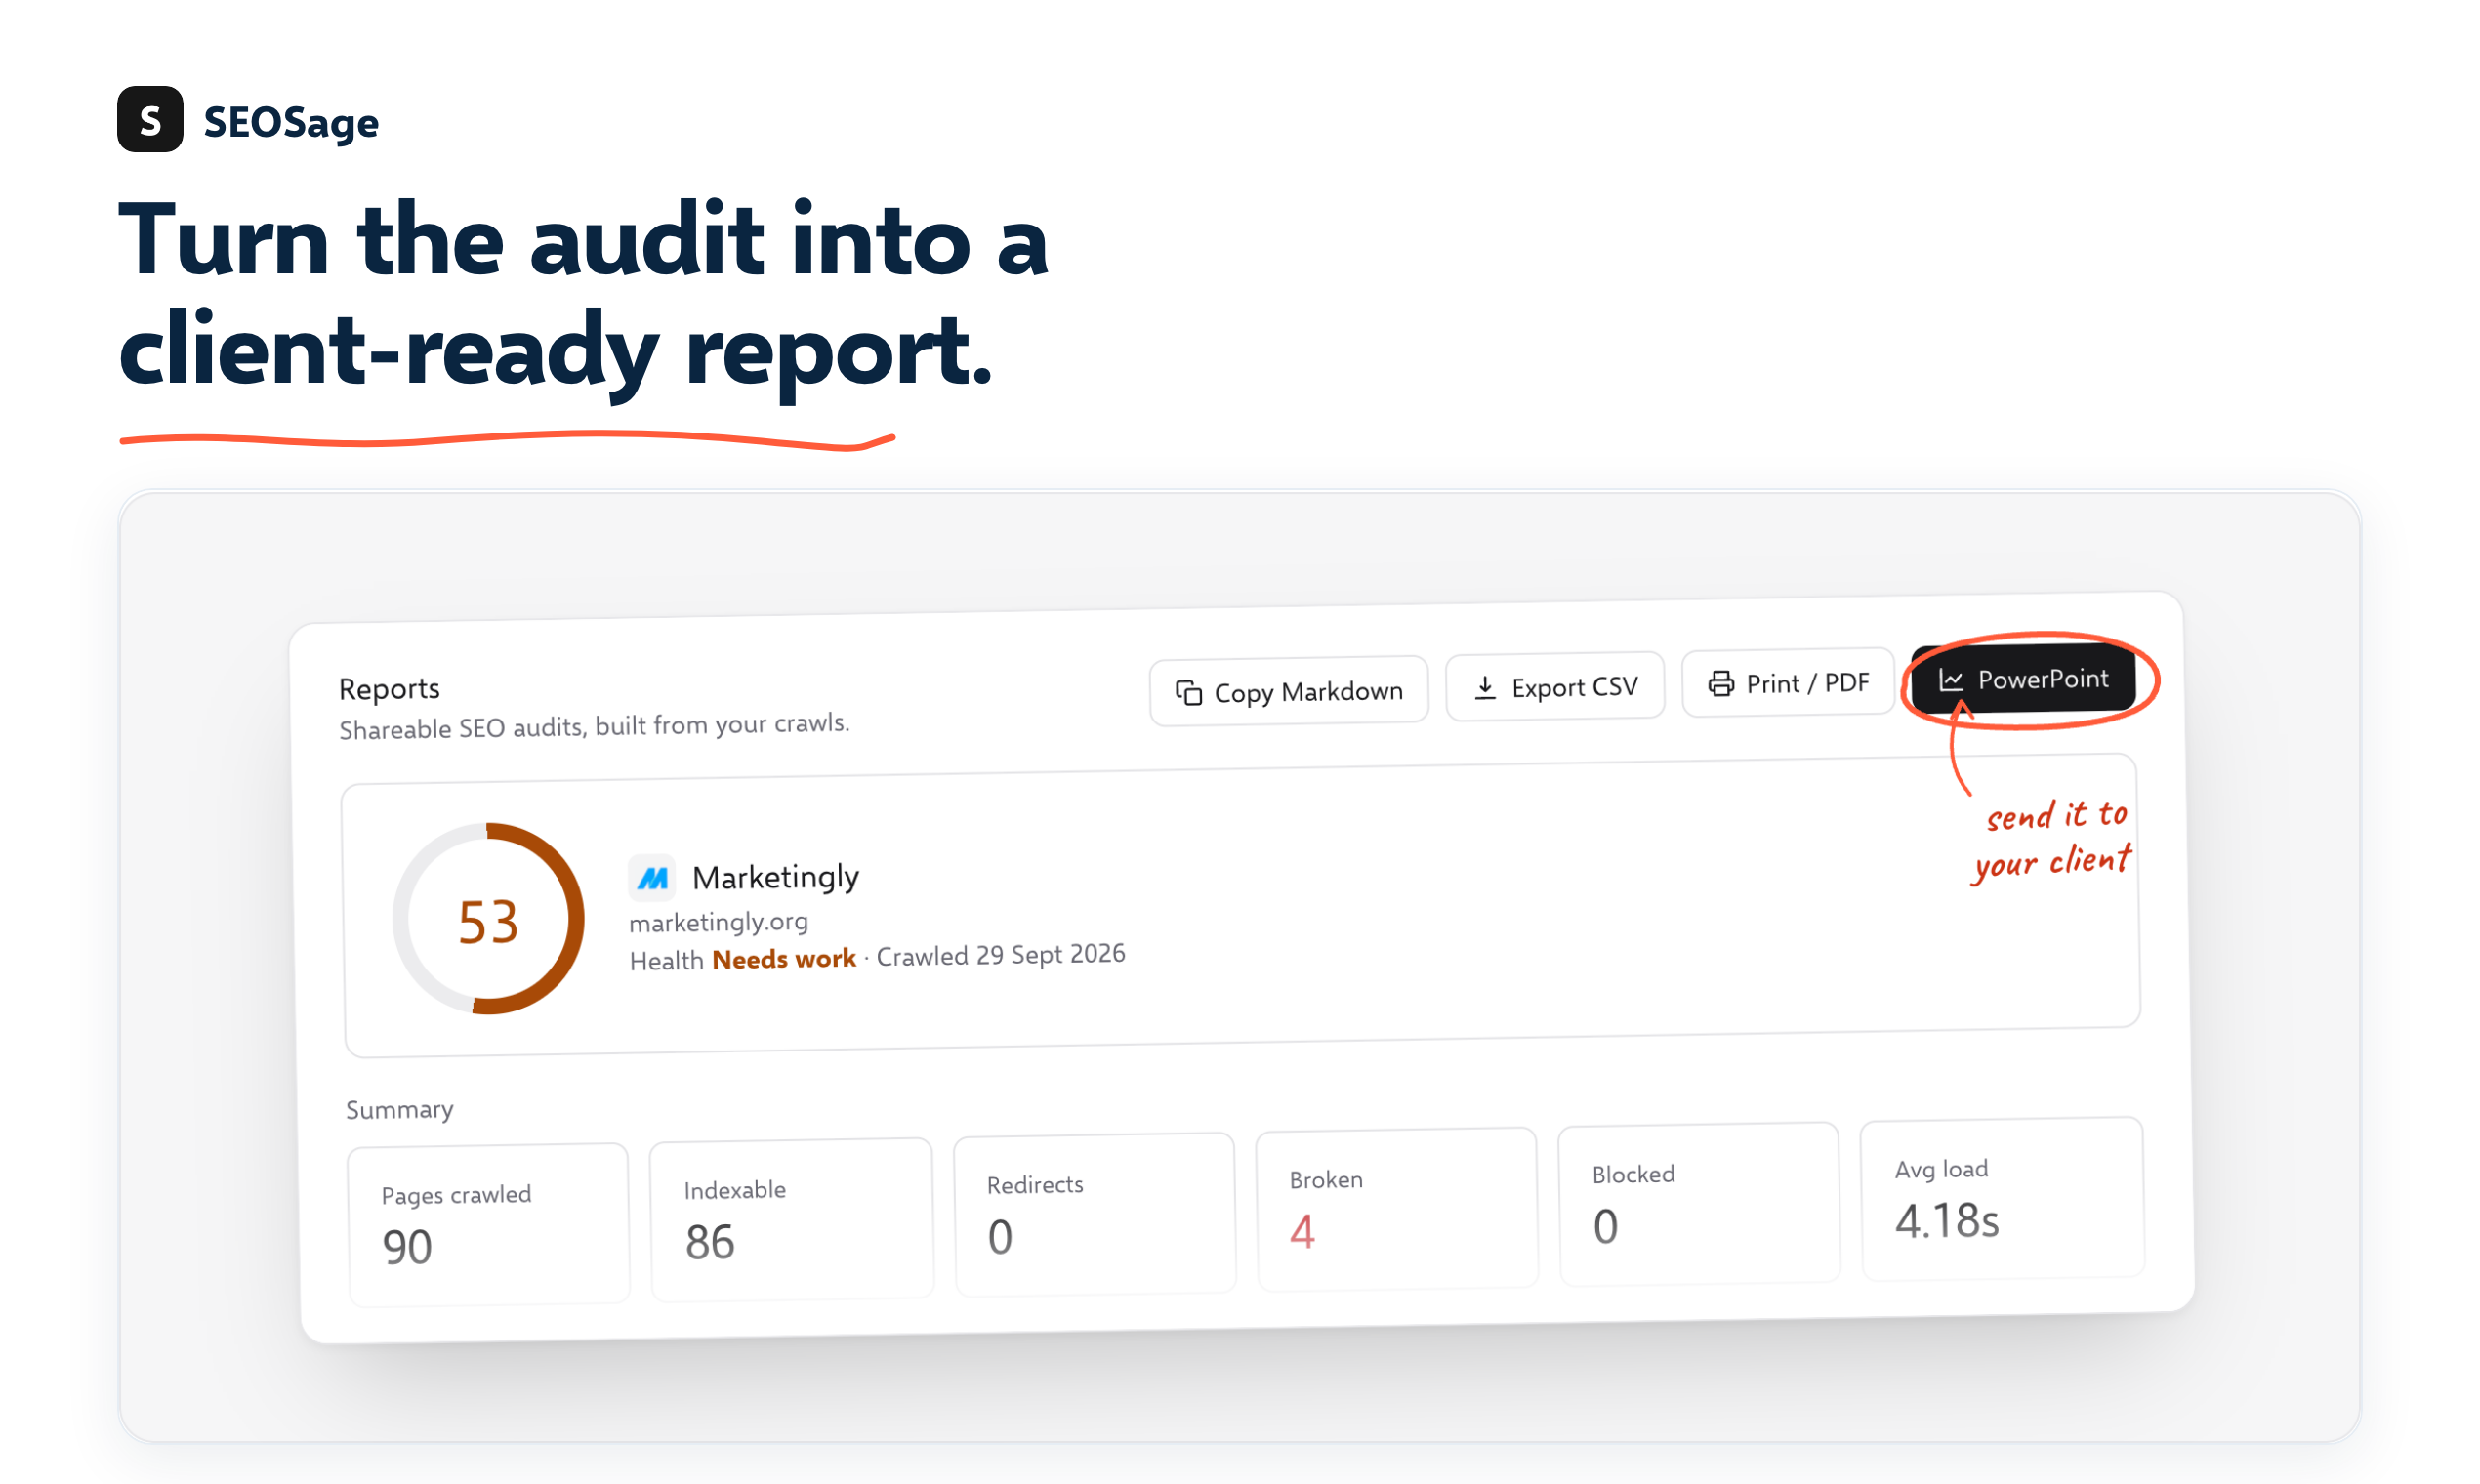 S SEOSage
Turn the audit into a
client-ready report.
Reports
Shareable SEO audits, built from your crawls.
Copy Markdown
Export CSV
Print / PDF
PowerPoint
send it to
your client
53
Marketingly
marketingly.org
Health Needs work · Crawled 29 Sept 2026
Summary
Pages crawled
90
Indexable
86
Redirects
0
Broken
4
Blocked
0
Avg load
4.18s